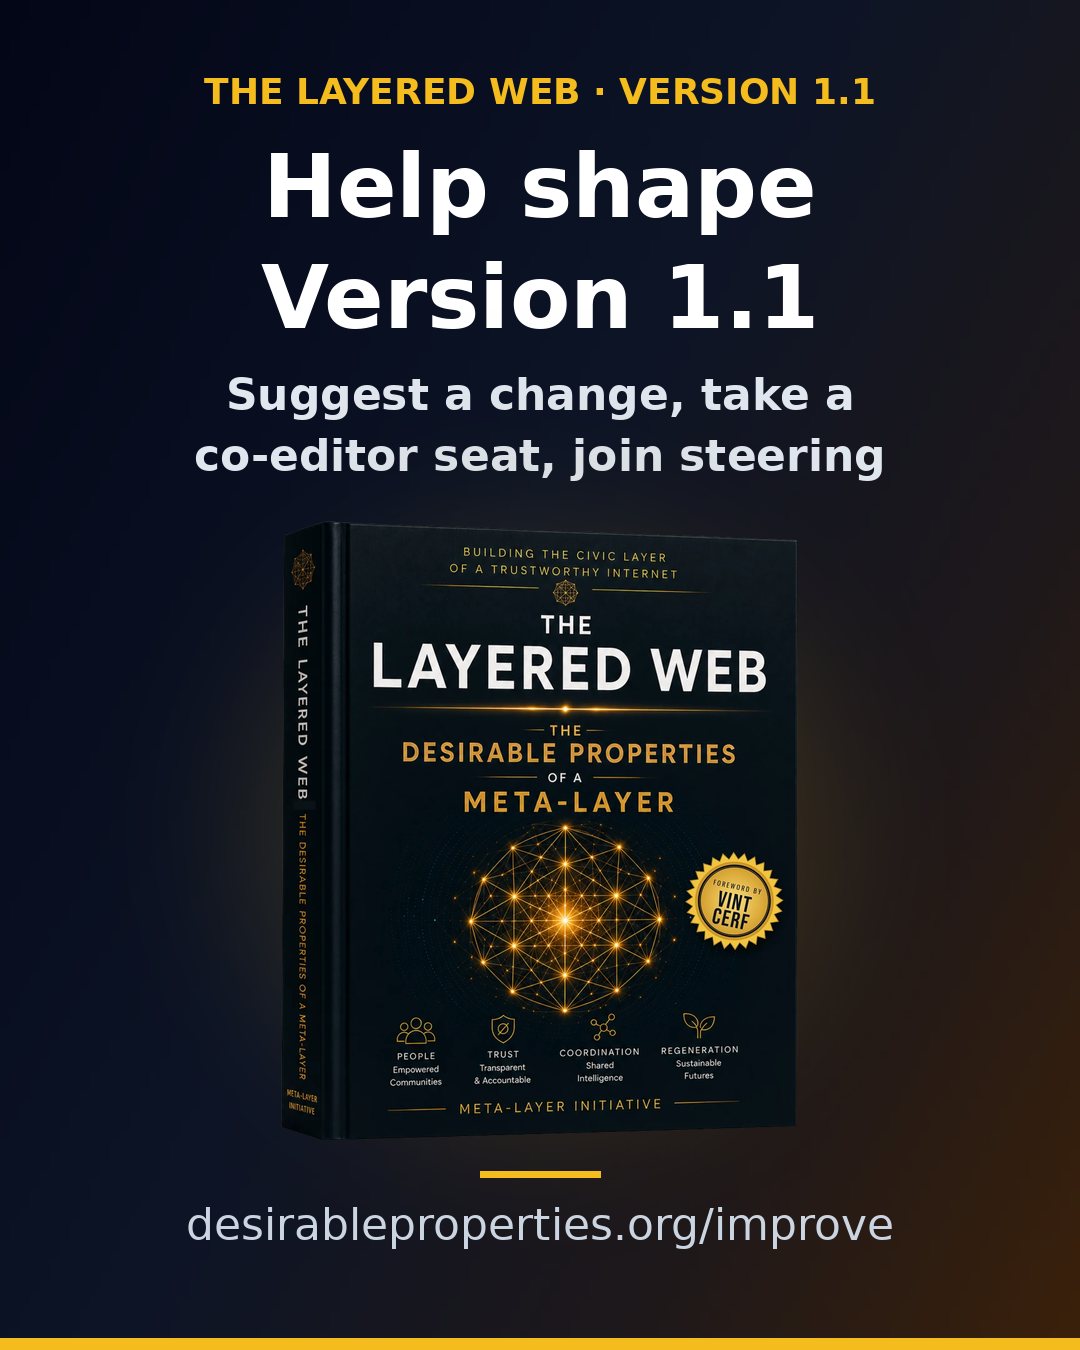 THE LAYERED WEB · VERSION 1.1
Help shape
Version 1.1
Suggest a change, take a
co-editor seat, join steering
BUILDING THE CIVIC LAYER
OF A TRUSTWORTHY INTERNET
THE
LAYERED WEB
THE
DESIRABLE PROPERTIES
OF A
META-LAYER
FOREWORD BY
VINT
CERF
PEOPLE
Empowered
Communities
TRUST
Transparent
& Accountable
COORDINATION
Shared
Intelligence
REGENERATION
Sustainable
Futures
META-LAYER INITIATIVE
THE LAYERED WEB
THE DESIRABLE PROPERTIES OF A META-LAYER
META-LAYER
INITIATIVE
desirableproperties.org/improve